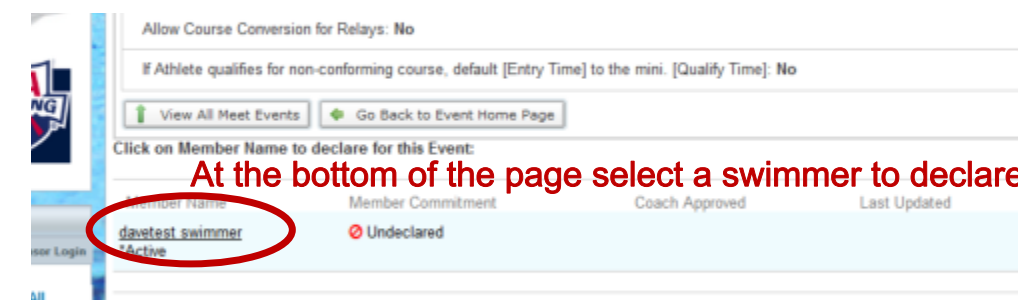 Allow Course Conversion for Relays: No
If Athlete qualifies for non-conforming course, default [Entry Time] to the mini. [Qualify Time]: No
View All Meet Events Go Back to Event Home Page
Click on Member Name to declare for this Event:
At the bottom of the page select a swimmer to declare
Member Name Member Commitment Coach Approved Last Updated
davetest swimmer Undeclared
*Active
Login
All